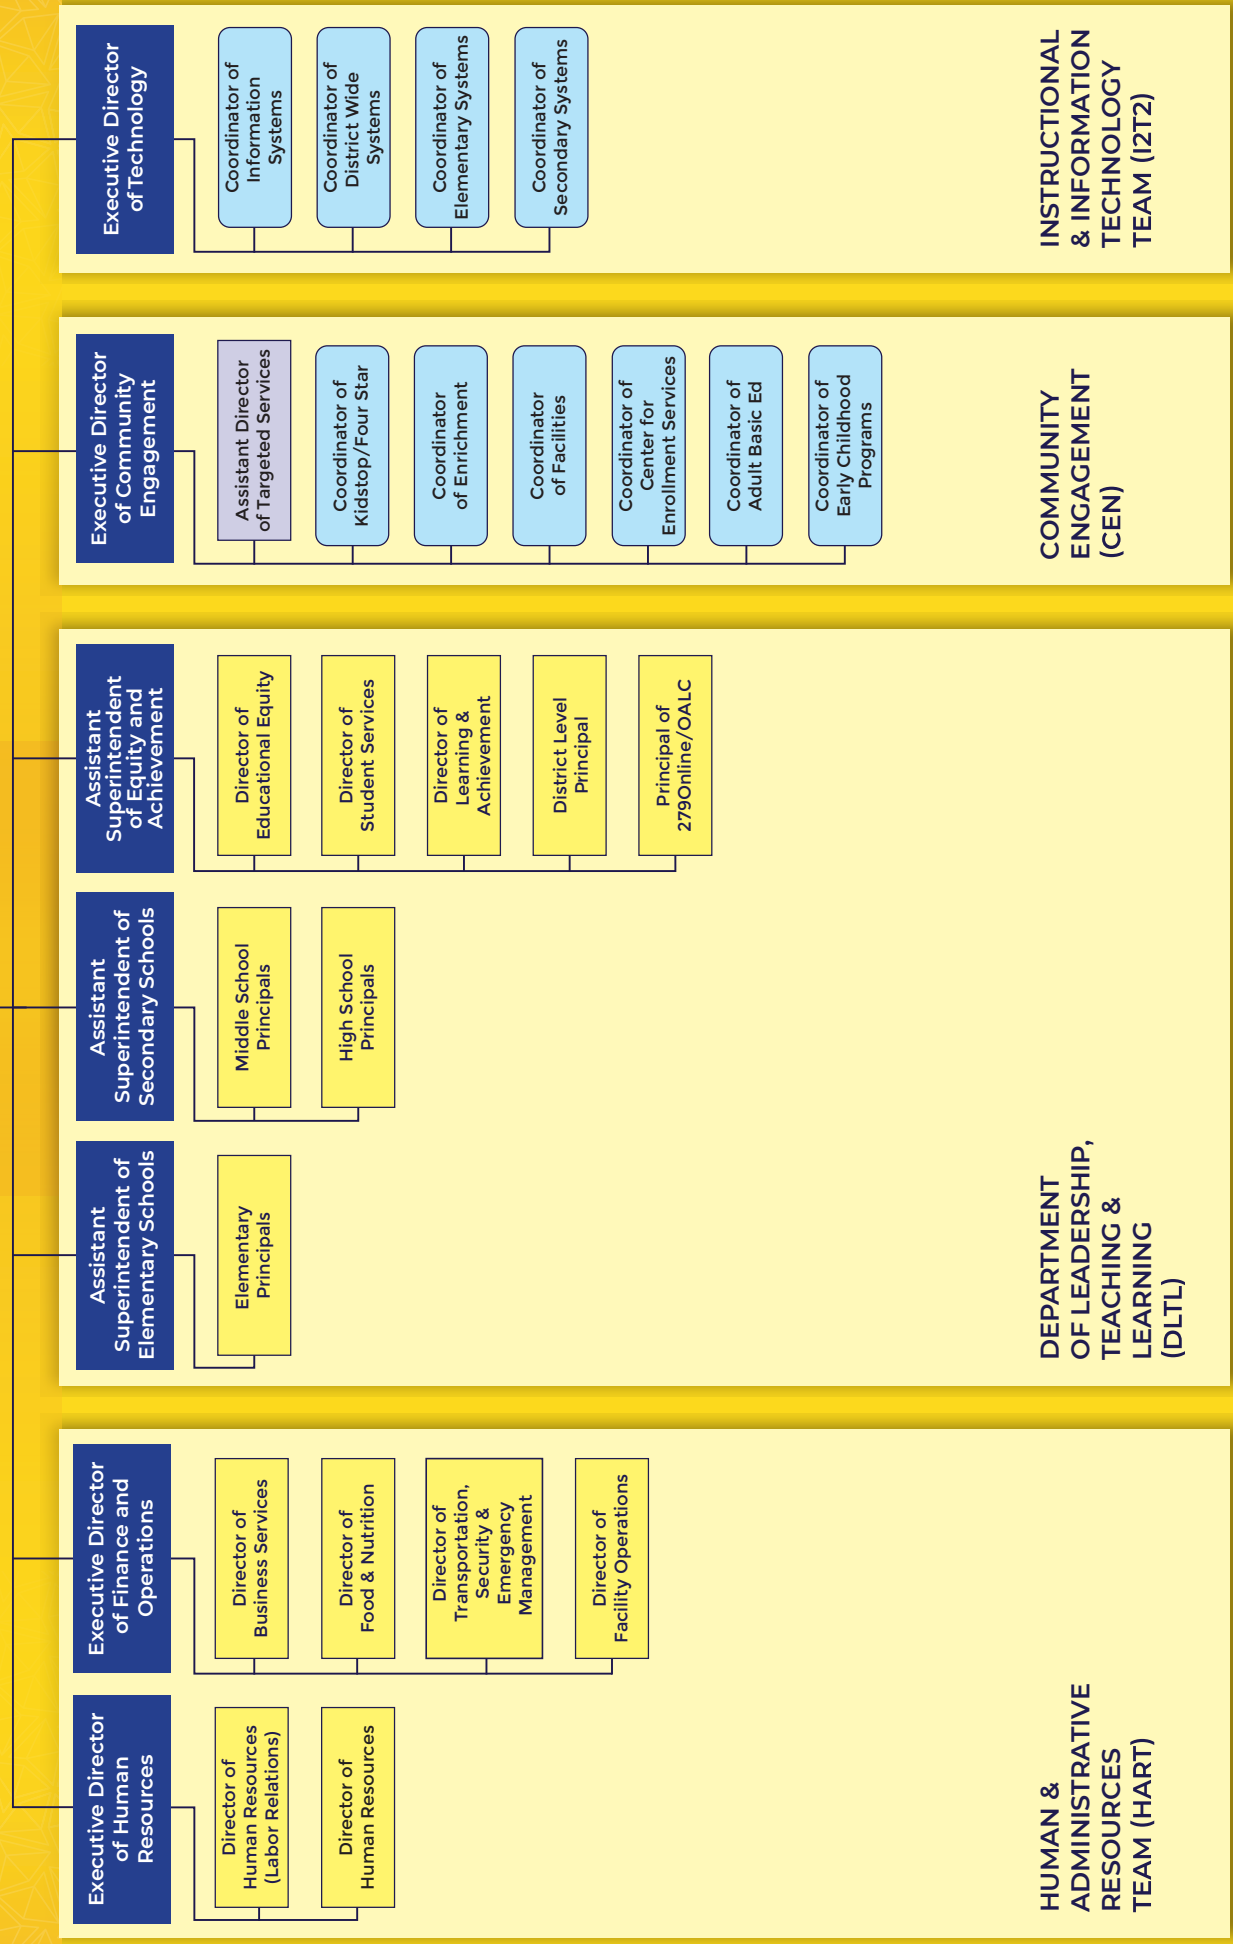 Executive Director
of Human
Resources
Director of
Human Resources
(Labor Relations)
Director of
Human Resources
Executive Director
of Finance and
Operations
Director of
Business Services
Director of
Food & Nutrition
Director of
Transportation,
Security &
Emergency
Management
Director of
Facility Operations
HUMAN &
ADMINISTRATIVE
RESOURCES
TEAM (HART)
Assistant
Superintendent of
Elementary Schools
Elementary
Principals
Assistant
Superintendent of
Secondary Schools
Middle School
Principals
High School
Principals
Assistant
Superintendent
of Equity and
Achievement
Director of
Educational Equity
Director of
Student Services
Director of
Learning &
Achievement
District Level
Principal
Principal of
279Online/OALC
DEPARTMENT
OF LEADERSHIP,
TEACHING &
LEARNING
(DLTL)
Executive Director
of Community
Engagement
Assistant Director
of Targeted Services
Coordinator of
Kidstop/Four Star
Coordinator
of Enrichment
Coordinator
of Facilities
Coordinator of
Center for
Enrollment Services
Coordinator of
Adult Basic Ed
Coordinator of
Early Childhood
Programs
COMMUNITY
ENGAGEMENT
(CEN)
Executive Director
of Technology
Coordinator of
Information
Systems
Coordinator of
District Wide
Systems
Coordinator of
Elementary Systems
Coordinator of
Secondary Systems
INSTRUCTIONAL
& INFORMATION
TECHNOLOGY
TEAM (I2T2)